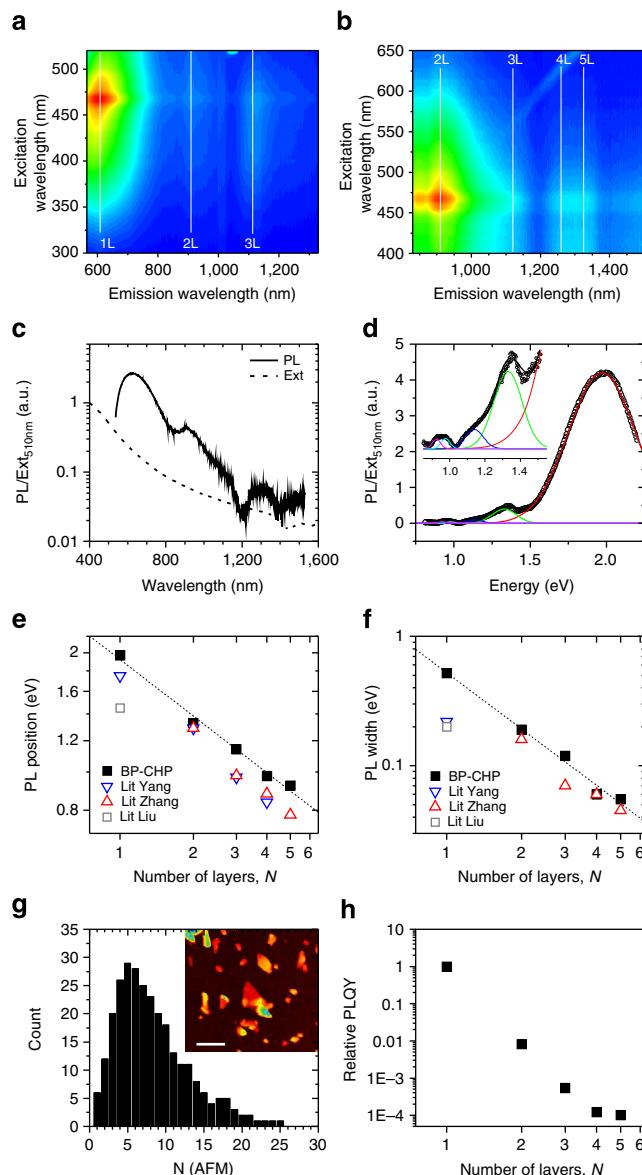 a
500
450
400
350
300
Excitation
wavelength (nm)
1L
2L
3L
600
800
1,000
1,200
Emission wavelength (nm)
b
650
600
550
500
450
400
Excitation
wavelength (nm)
2L
3L
4L
5L
1,000
1,200
1,400
Emission wavelength (nm)
c
1
0.1
0.01
PL/Ext510nm (a.u.)
PL
Ext
400
800
1,200
1,600
Wavelength (nm)
d
5
4
3
2
1
0
PL/Ext510nm (a.u.)
1.0
1.2
1.4
1.0
1.5
2.0
Energy (eV)
e
2
1.6
1.2
0.8
PL position (eV)
BP-CHP
Lit Yang
Lit Zhang
Lit Liu
1
2
3
4
5
6
Number of layers, N
f
1
0.1
PL width (eV)
BP-CHP
Lit Yang
Lit Zhang
Lit Liu
1
2
3
4
5
6
Number of layers, N
g
35
30
25
20
15
10
5
0
Count
0
5
10
15
20
25
30
N (AFM)
h
10
1
0.1
0.01
1E–3
1E–4
Relative PLQY
1
2
3
4
5
6
Number of layers, N